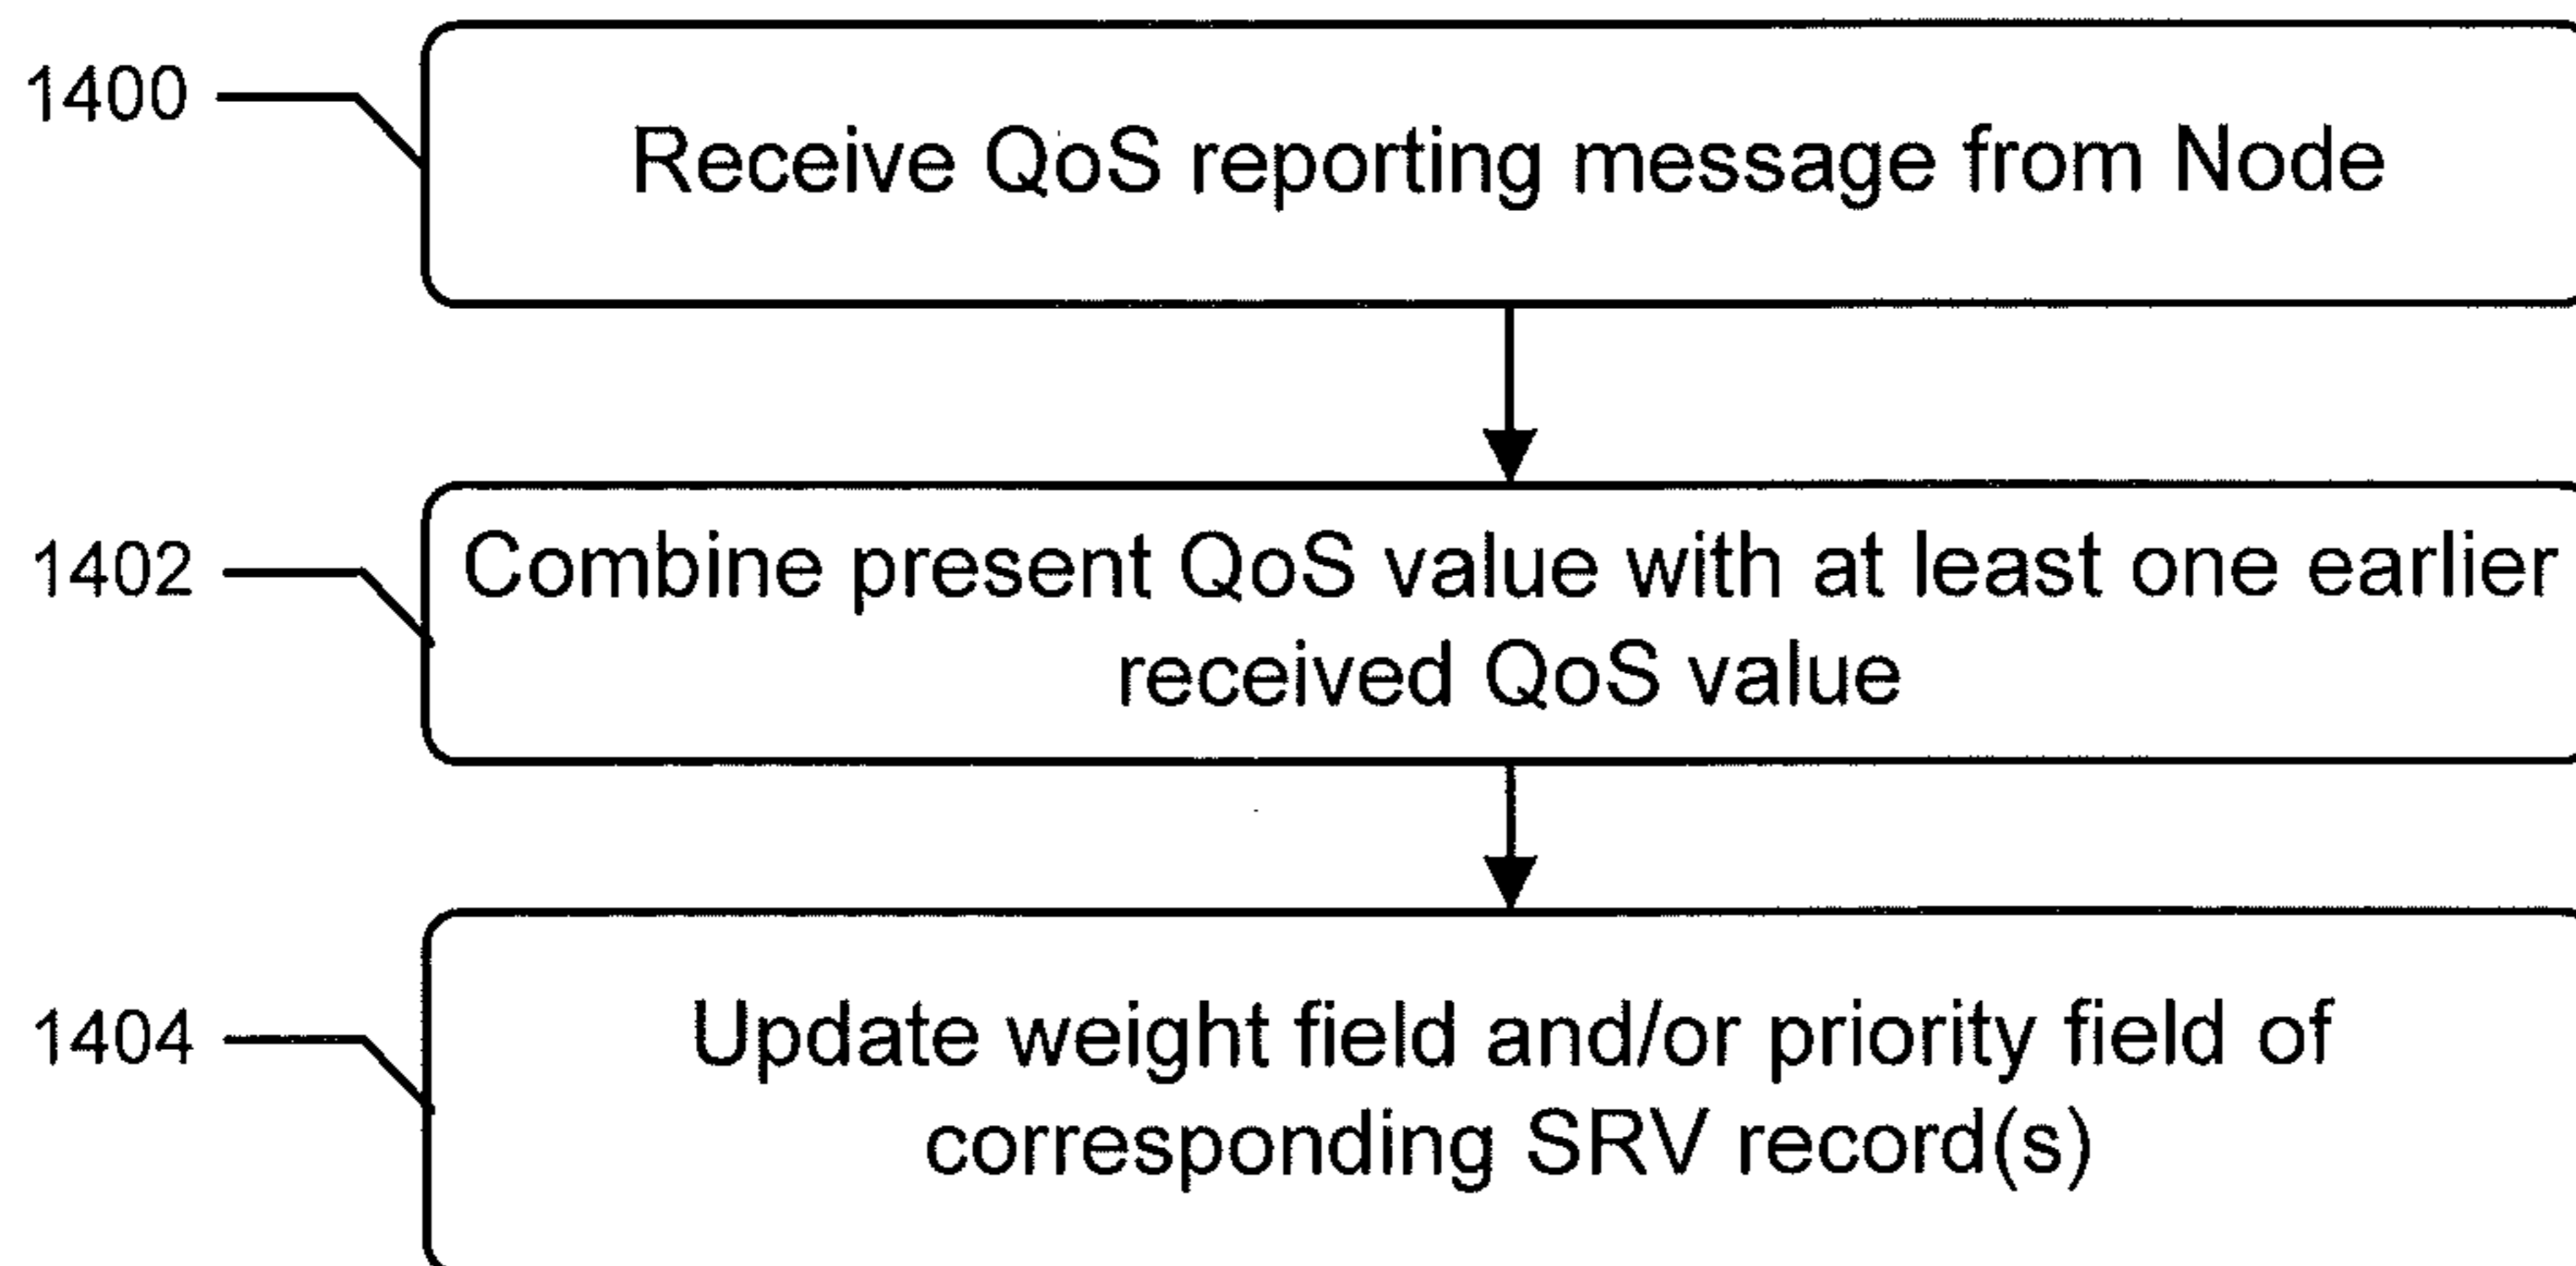 1400
Receive QoS reporting message from Node
1402
Combine present QoS value with at least one earlier
received QoS value
1404
Update weight field and/or priority field of
corresponding SRV record(s)